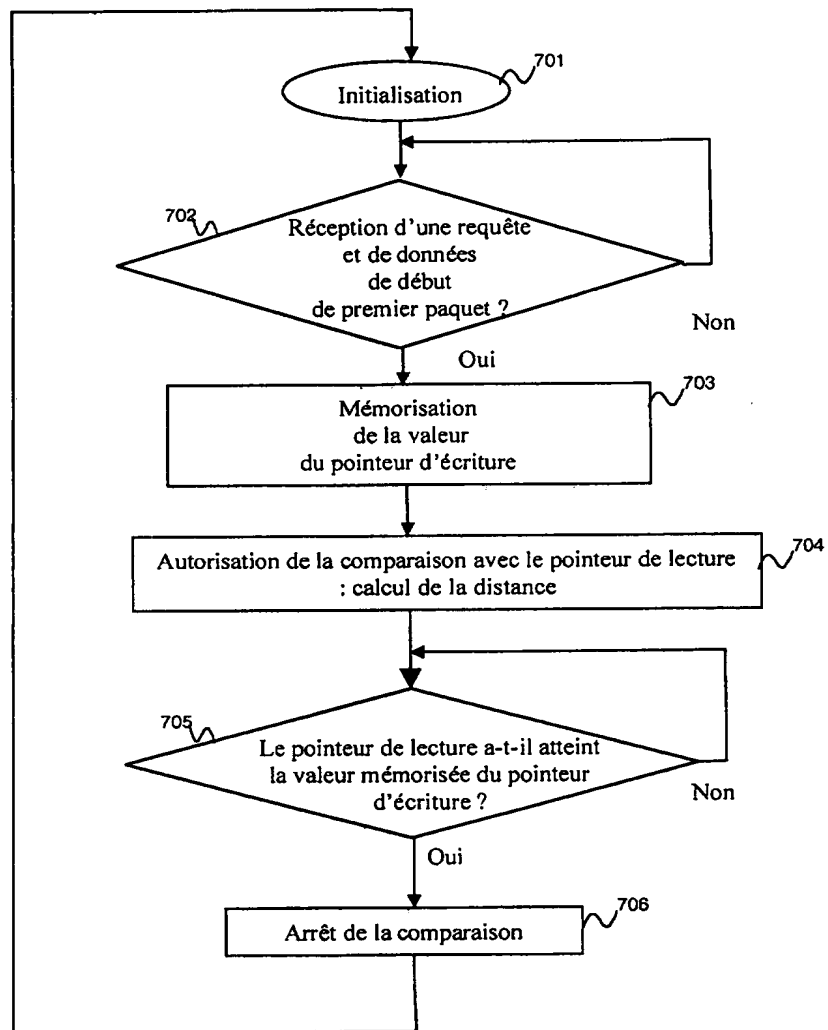 701
Initialisation
702
Réception d'une requête
et de données
de début
de premier paquet ?
Non
Oui
703
Mémorisation
de la valeur
du pointeur d'écriture
704
Autorisation de la comparaison avec le pointeur de lecture
: calcul de la distance
705
Le pointeur de lecture a-t-il atteint
la valeur mémorisée du pointeur
d'écriture ?
Non
Oui
706
Arrêt de la comparaison